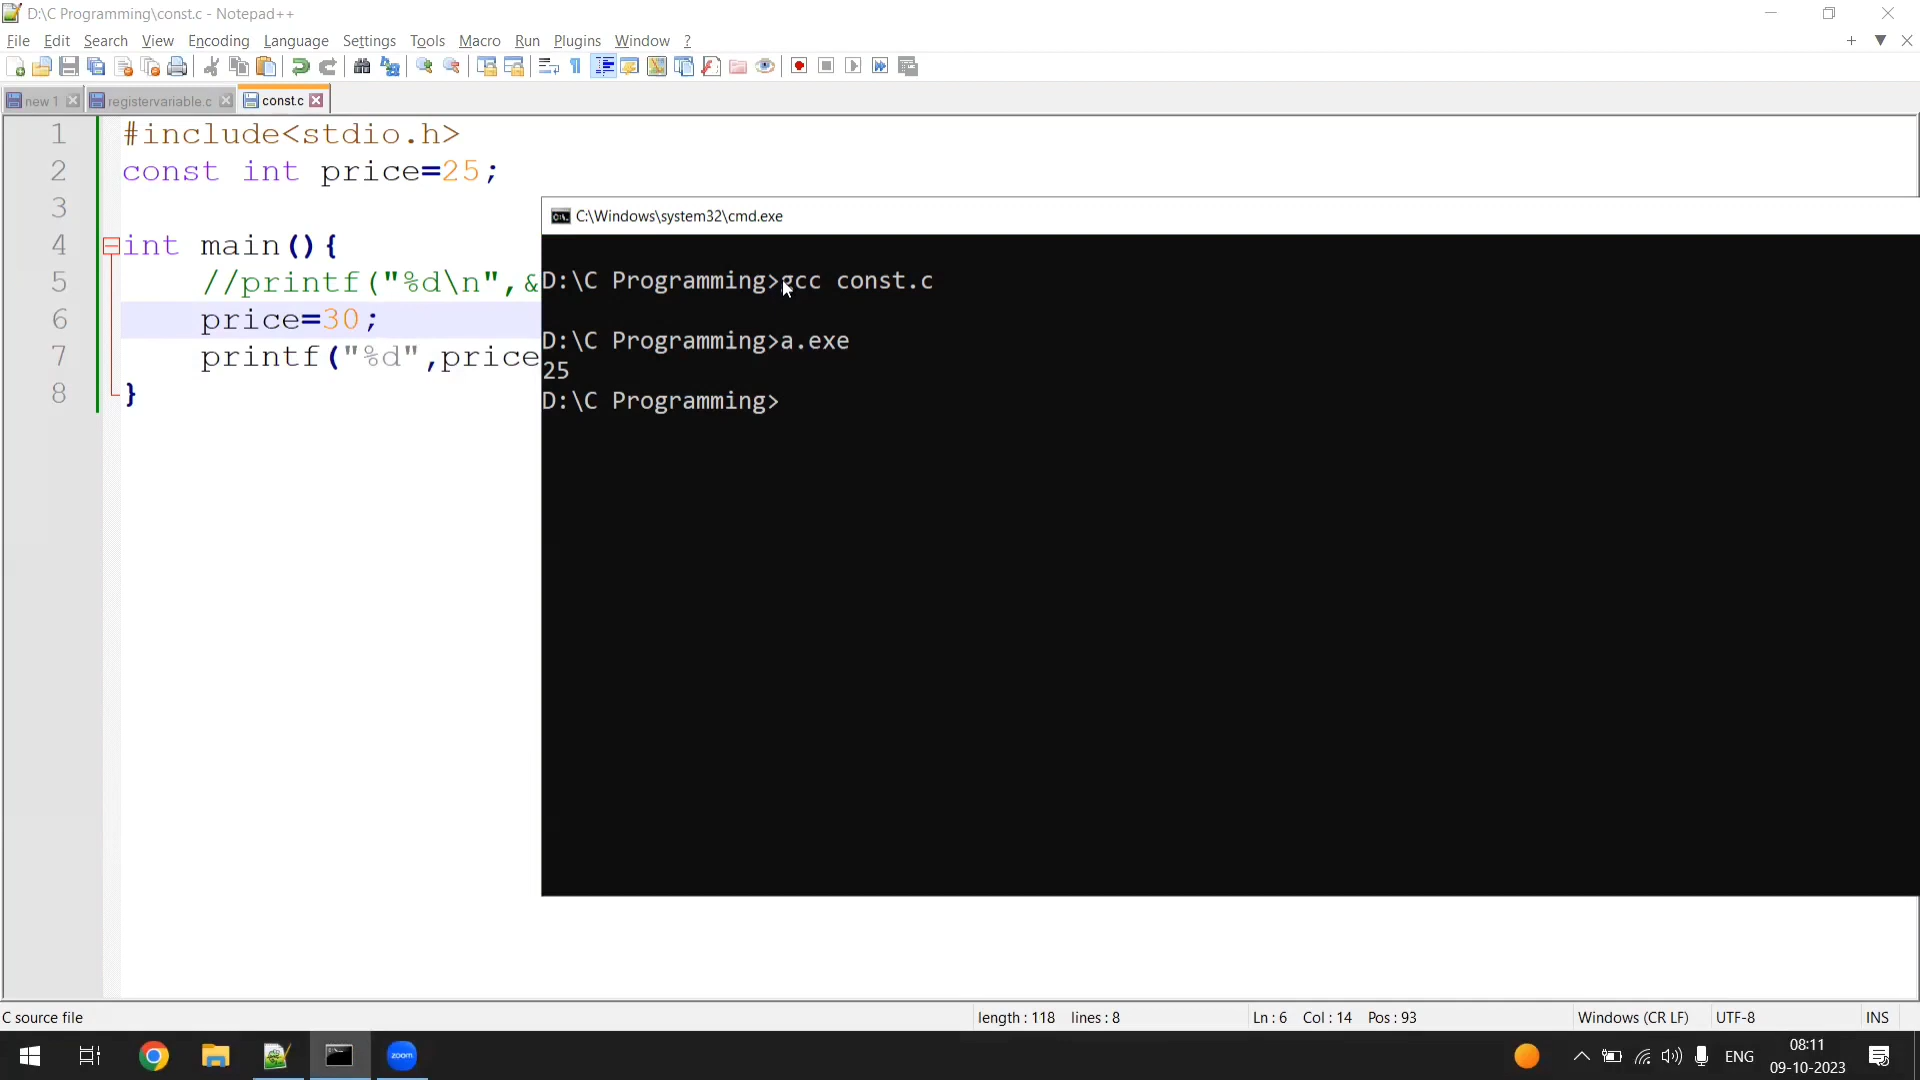 D:\C Programming\const.c - Notepad++
File Edit Search View Encoding Language Settings Tools Macro Run Plugins Window ?
new 1 registervariable.c const.c
1 #include<stdio.h>
2 const int price=25;
3
4 int main(){
5 //printf("%d\n",&
6 price=30;
7 printf("%d",price
8 }
C:\Windows\system32\cmd.exe
D:\C Programming>gcc const.c
D:\C Programming>a.exe
25
D:\C Programming>
C source file length : 118 lines : 8 Ln : 6 Col : 14 Pos : 93 Windows (CR LF) UTF-8 INS
zoom ENG 08:11
09-10-2023